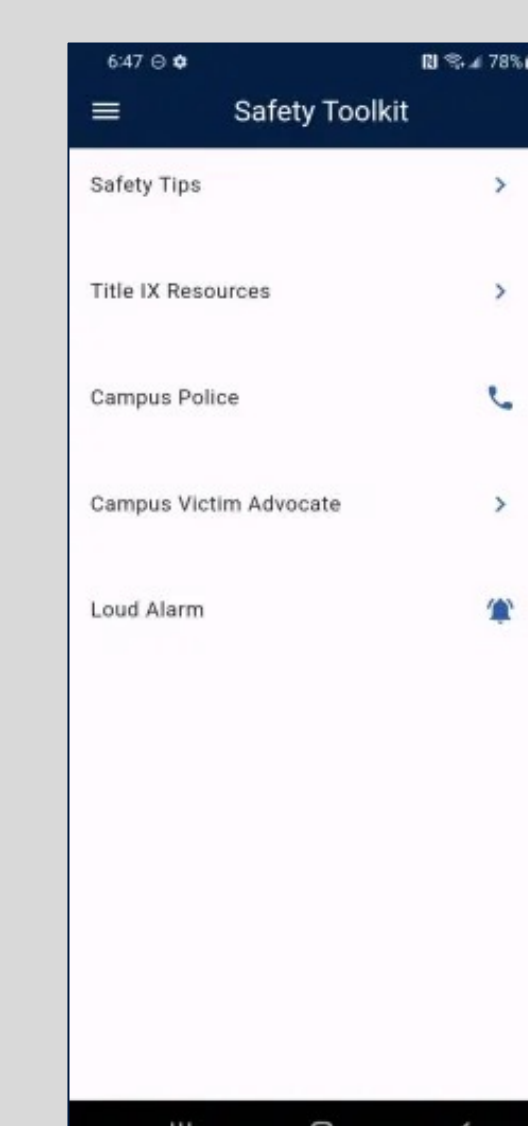 6:47
78%
Safety Toolkit
Safety Tips
Title IX Resources
Campus Police
Campus Victim Advocate
Loud Alarm